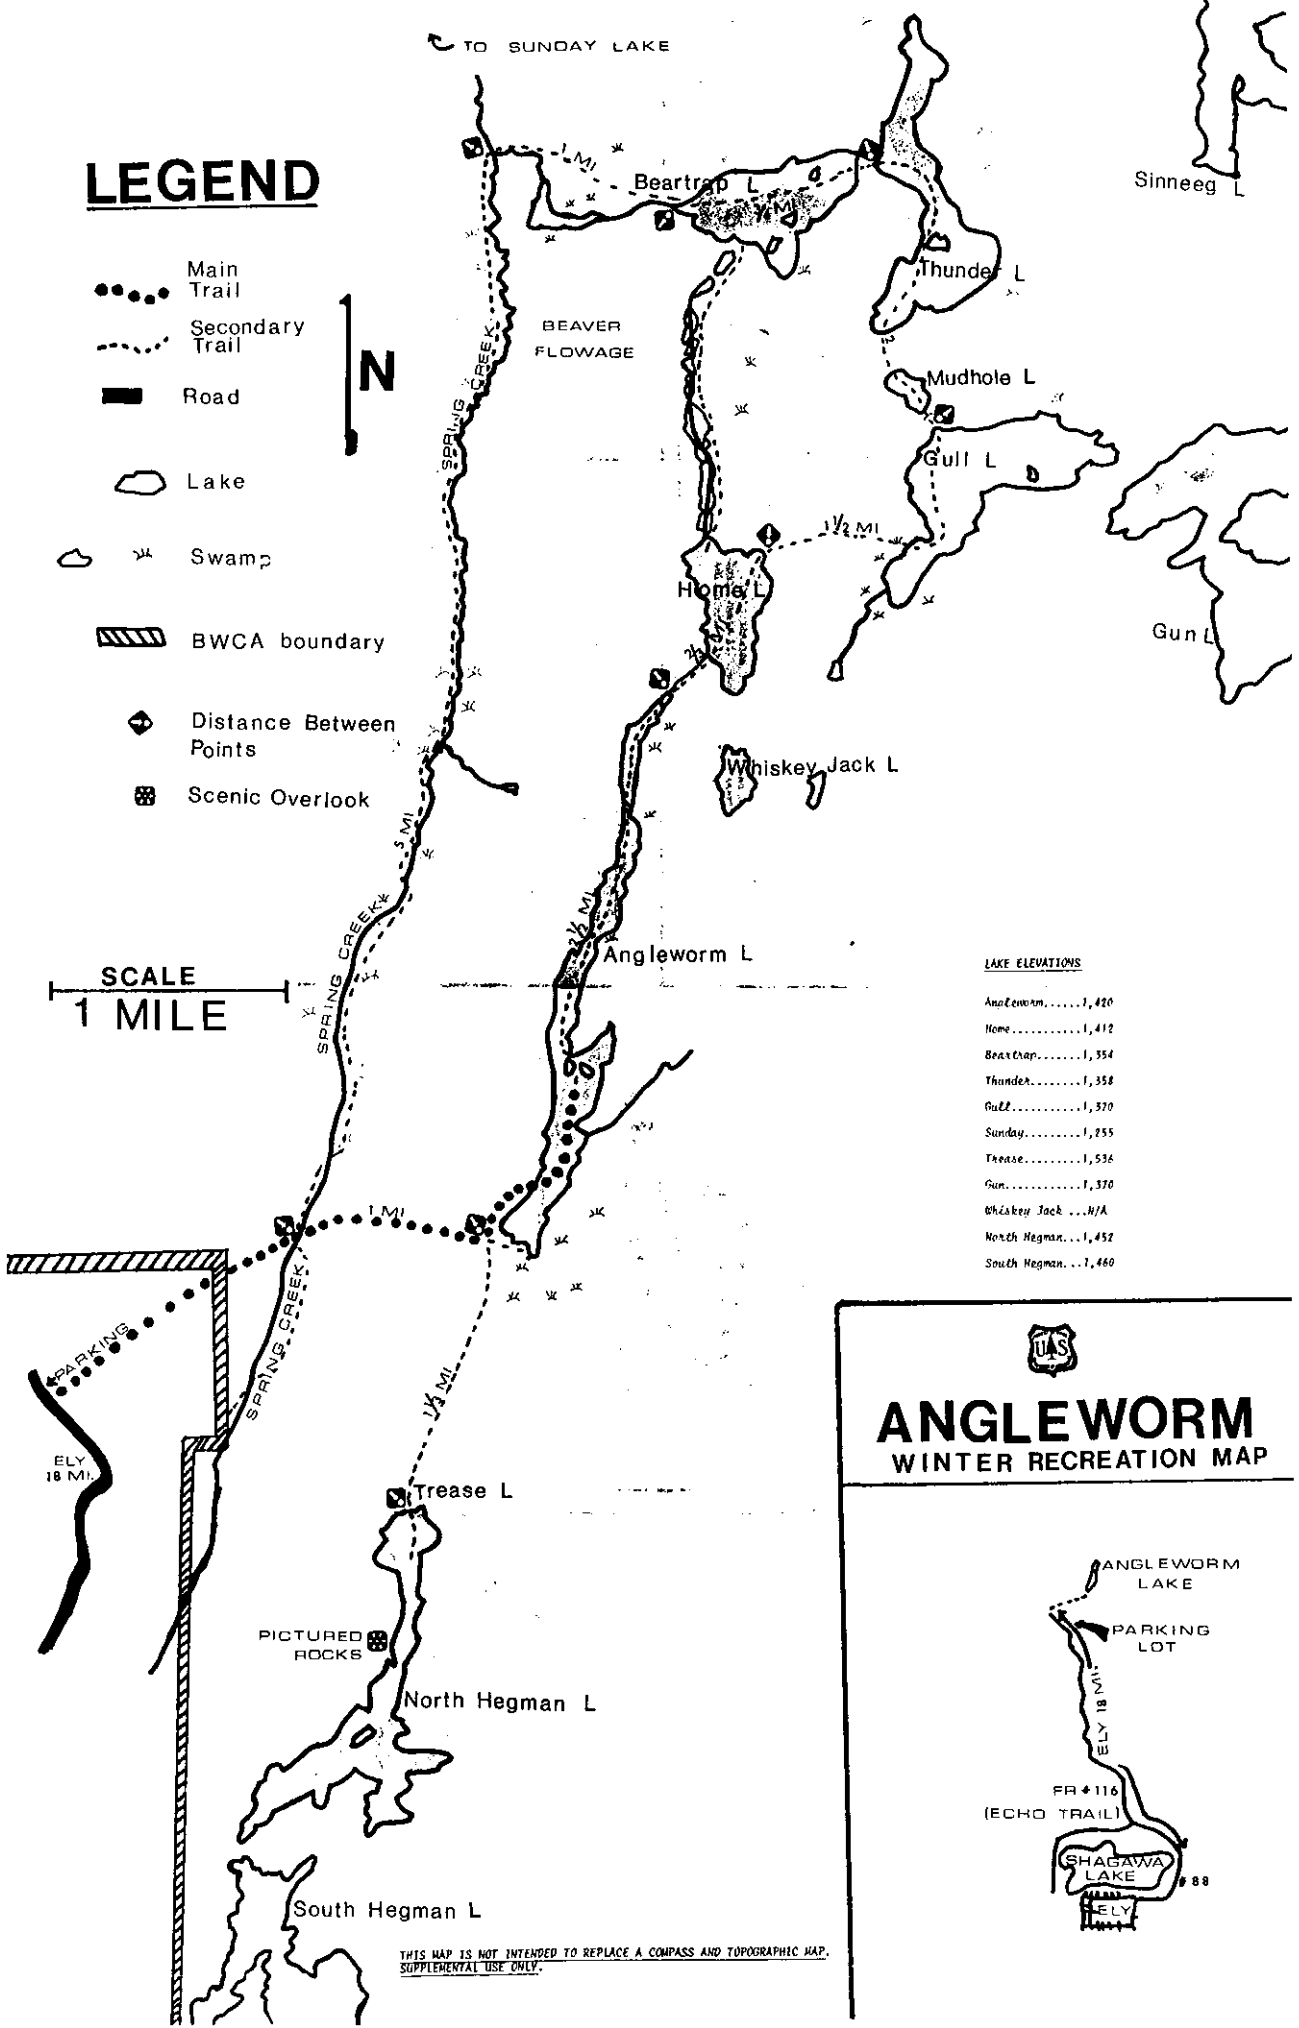 TO SUNDAY LAKE
LEGEND
Main
Trail
Secondary
Trail
Road
Lake
Swamp
BWCA boundary
Distance Between
Points
Scenic Overlook
N
SCALE
1 MILE
1 MI
Beartrap L
Sinneeg L
Thunder L
BEAVER
FLOWAGE
SPRING CREEK
Mudhole L
Gull L
1 1/2 MI
Home L
Gun L
Whiskey Jack L
5 MI
2 1/2 MI
SPRING CREEK
Angleworm L
LAKE ELEVATIONS
Angleworm......1,420
Home...........1,412
Beartrap.......1,354
Thunder........1,358
Gull...........1,370
Sunday.........1,255
Trease.........1,536
Gun............1,370
Whiskey Jack ...N/A
North Hegman...1,452
South Hegman...1,460
1 MI
SPRING CREEK
PARKING
ELY
18 MI.
1 1/3 MI
Trease L
PICTURED
ROCKS
North Hegman L
South Hegman L
THIS MAP IS NOT INTENDED TO REPLACE A COMPASS AND TOPOGRAPHIC MAP.
SUPPLEMENTAL USE ONLY.
UAS
ANGLEWORM
WINTER RECREATION MAP
ANGLEWORM
LAKE
PARKING
LOT
ELY 18 MI.
FR #116
(ECHO TRAIL)
SHAGAWA
LAKE
# 88
ELY